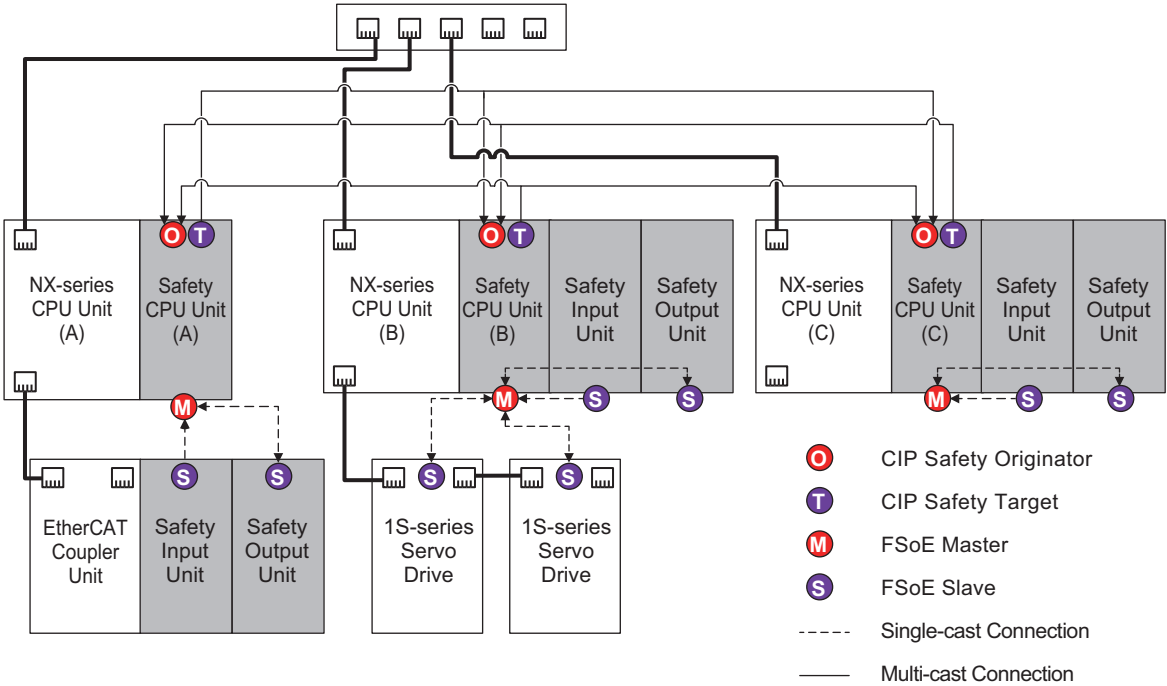 O T
O T
O T
NX-series
CPU Unit
(A)
Safety
CPU Unit
(A)
NX-series
CPU Unit
(B)
Safety
CPU Unit
(B)
Safety
Input
Unit
Safety
Output
Unit
NX-series
CPU Unit
(C)
Safety
CPU Unit
(C)
Safety
Input
Unit
Safety
Output
Unit
M
M
S
S
M
S
S
S
S
S
S
EtherCAT
Coupler
Unit
Safety
Input
Unit
Safety
Output
Unit
1S-series
Servo
Drive
1S-series
Servo
Drive
O CIP Safety Originator
T CIP Safety Target
M FSoE Master
S FSoE Slave
Single-cast Connection
Multi-cast Connection